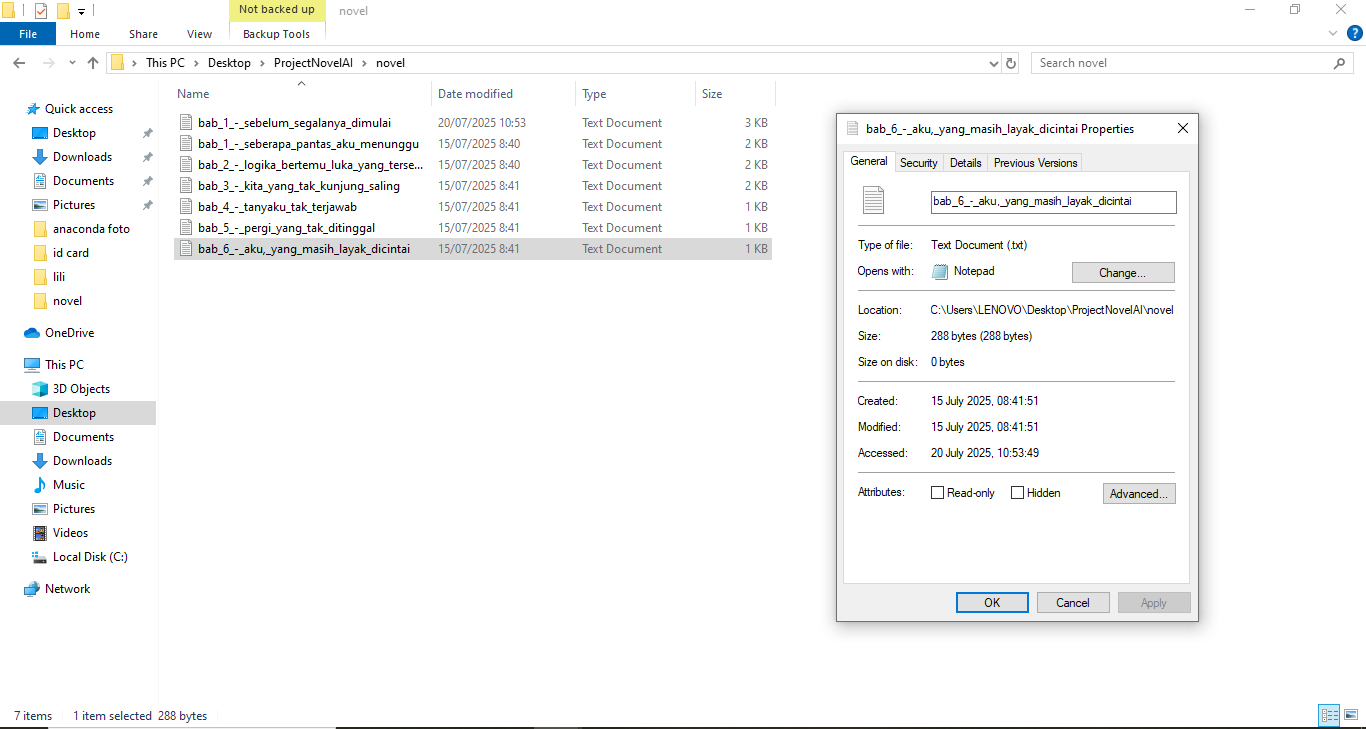 Not backed up
novel
File
Home
Share
View
Backup Tools
This PC
Desktop
ProjectNovelAI
novel
Search novel
Quick access
Desktop
Downloads
Documents
Pictures
anaconda foto
id card
lili
novel
OneDrive
This PC
3D Objects
Desktop
Documents
Downloads
Music
Pictures
Videos
Local Disk (C:)
Network
Name Date modified Type Size
bab_1_-_sebelum_segalanya_dimulai 20/07/2025 10:53 Text Document 3 KB
bab_1_-_seberapa_pantas_aku_menunggu 15/07/2025 8:40 Text Document 2 KB
bab_2_-_logika_bertemu_luka_yang_terse... 15/07/2025 8:40 Text Document 2 KB
bab_3_-_kita_yang_tak_kunjung_saling 15/07/2025 8:41 Text Document 2 KB
bab_4_-_tanyaku_tak_terjawab 15/07/2025 8:41 Text Document 1 KB
bab_5_-_pergi_yang_tak_ditinggal 15/07/2025 8:41 Text Document 1 KB
bab_6_-_aku,_yang_masih_layak_dicintai 15/07/2025 8:41 Text Document 1 KB
bab_6_-_aku,_yang_masih_layak_dicintai Properties
General Security Details Previous Versions
bab_6_-_aku,_yang_masih_layak_dicintai
Type of file: Text Document (.txt)
Opens with: Notepad Change...
Location: C:\Users\LENOVO\Desktop\ProjectNovelAI\novel
Size: 288 bytes (288 bytes)
Size on disk: 0 bytes
Created: 15 July 2025, 08:41:51
Modified: 15 July 2025, 08:41:51
Accessed: 20 July 2025, 10:53:49
Attributes: Read-only Hidden Advanced...
OK Cancel Apply
7 items 1 item selected 288 bytes